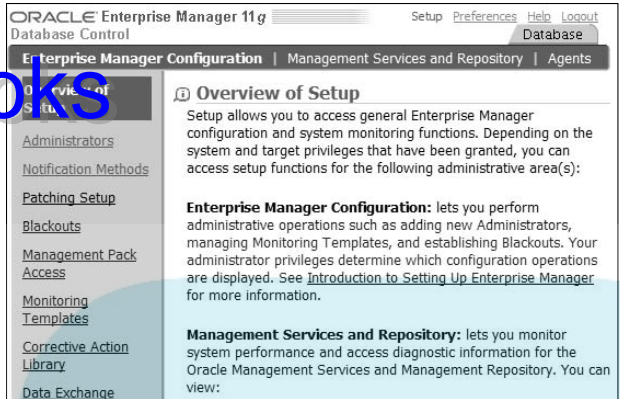 ORACLE Enterprise Manager 11g
Database Control
Setup Preferences Help Logout
Database
Enterprise Manager Configuration | Management Services and Repository | Agents
oks
Overview of
Setup
Administrators
Notification Methods
Patching Setup
Blackouts
Management Pack
Access
Monitoring
Templates
Corrective Action
Library
Data Exchange
Overview of Setup
Setup allows you to access general Enterprise Manager
configuration and system monitoring functions. Depending on the
system and target privileges that have been granted, you can
access setup functions for the following administrative area(s):
Enterprise Manager Configuration: lets you perform
administrative operations such as adding new Administrators,
managing Monitoring Templates, and establishing Blackouts. Your
administrator privileges determine which configuration operations
are displayed. See Introduction to Setting Up Enterprise Manager
for more information.
Management Services and Repository: lets you monitor
system performance and access diagnostic information for the
Oracle Management Services and Management Repository. You can
view: